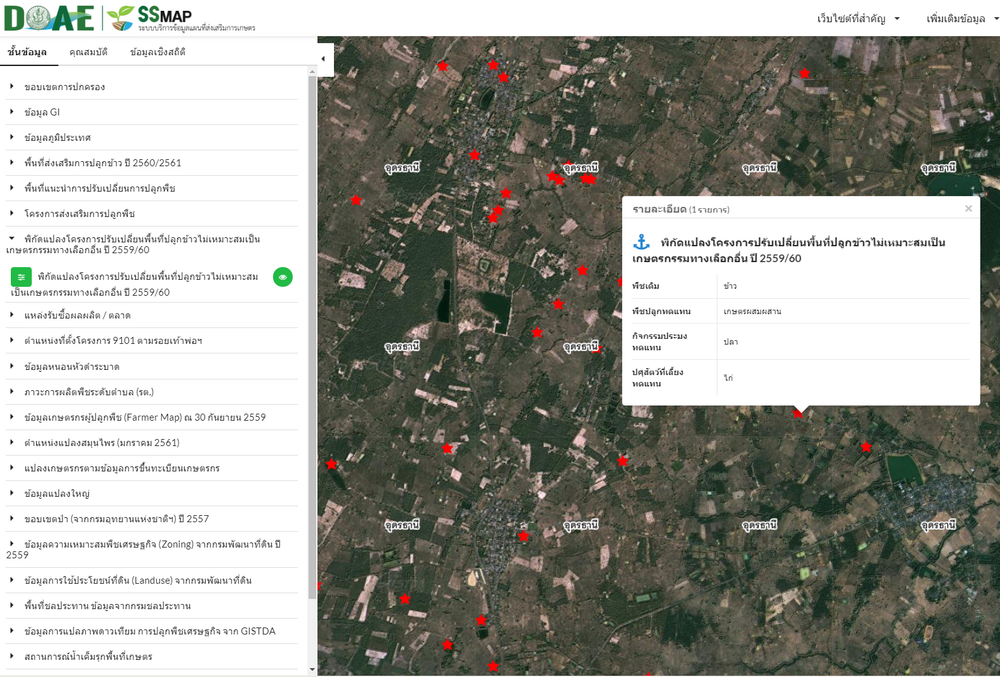 DOAE
SSMAP
ระบบบริการข้อมูลแผนที่ส่งเสริมการเกษตร
เว็บไซต์ที่สำคัญ
เพิ่มเติมข้อมูล
ชั้นข้อมูล
คุณสมบัติ
ข้อมูลเชิงสถิติ
ขอบเขตการปกครอง
ข้อมูล GI
ข้อมูลภูมิประเทศ
พื้นที่ส่งเสริมการปลูกข้าว ปี 2560/2561
พื้นที่แนะนำการปรับเปลี่ยนการปลูกพืช
โครงการส่งเสริมการปลูกพืช
พิกัดแปลงโครงการปรับเปลี่ยนพื้นที่ปลูกข้าวไม่เหมาะสมเป็น
เกษตรกรรมทางเลือกอื่น ปี 2559/60
พิกัดแปลงโครงการปรับเปลี่ยนพื้นที่ปลูกข้าวไม่เหมาะสม
เป็นเกษตรกรรมทางเลือกอื่น ปี 2559/60
แหล่งรับซื้อผลผลิต / ตลาด
ตำแหน่งที่ตั้งโครงการ 9101 ตามรอยเท้าพ่อฯ
ข้อมูลหนอนหัวดำระบาด
ภาวะการผลิตพืชระดับตำบล (รต.)
ข้อมูลเกษตรกรผู้ปลูกพืช (Farmer Map) ณ 30 กันยายน 2559
ตำแหน่งแปลงสมุนไพร (มกราคม 2561)
แปลงเกษตรกรตามข้อมูลการขึ้นทะเบียนเกษตรกร
ข้อมูลแปลงใหญ่
ขอบเขตป่า (จากกรมอุทยานแห่งชาติฯ) ปี 2557
ข้อมูลความเหมาะสมพืชเศรษฐกิจ (Zoning) จากกรมพัฒนาที่ดิน ปี
2559
ข้อมูลการใช้ประโยชน์ที่ดิน (Landuse) จากกรมพัฒนาที่ดิน
พื้นที่ชลประทาน ข้อมูลจากกรมชลประทาน
ข้อมูลการแปลภาพดาวเทียม การปลูกพืชเศรษฐกิจ จาก GISTDA
สถานการณ์น้ำเค็มรุกพื้นที่เกษตร
อุดรธานี อุดรธานี อุดรธานี อุดรธานี
รายละเอียด (1 รายการ)
×
พิกัดแปลงโครงการปรับเปลี่ยนพื้นที่ปลูกข้าวไม่เหมาะสมเป็น
เกษตรกรรมทางเลือกอื่น ปี 2559/60
พืชเดิม ข้าว
พืชปลูกทดแทน เกษตรผสมผสาน
กิจกรรมประมง
ทดแทน ปลา
ปศุสัตว์ที่เลี้ยง
ทดแทน ไก่
อุดรธานี อุดรธานี
อุดรธานี อุดรธานี อุดรธานี อุดรธานี